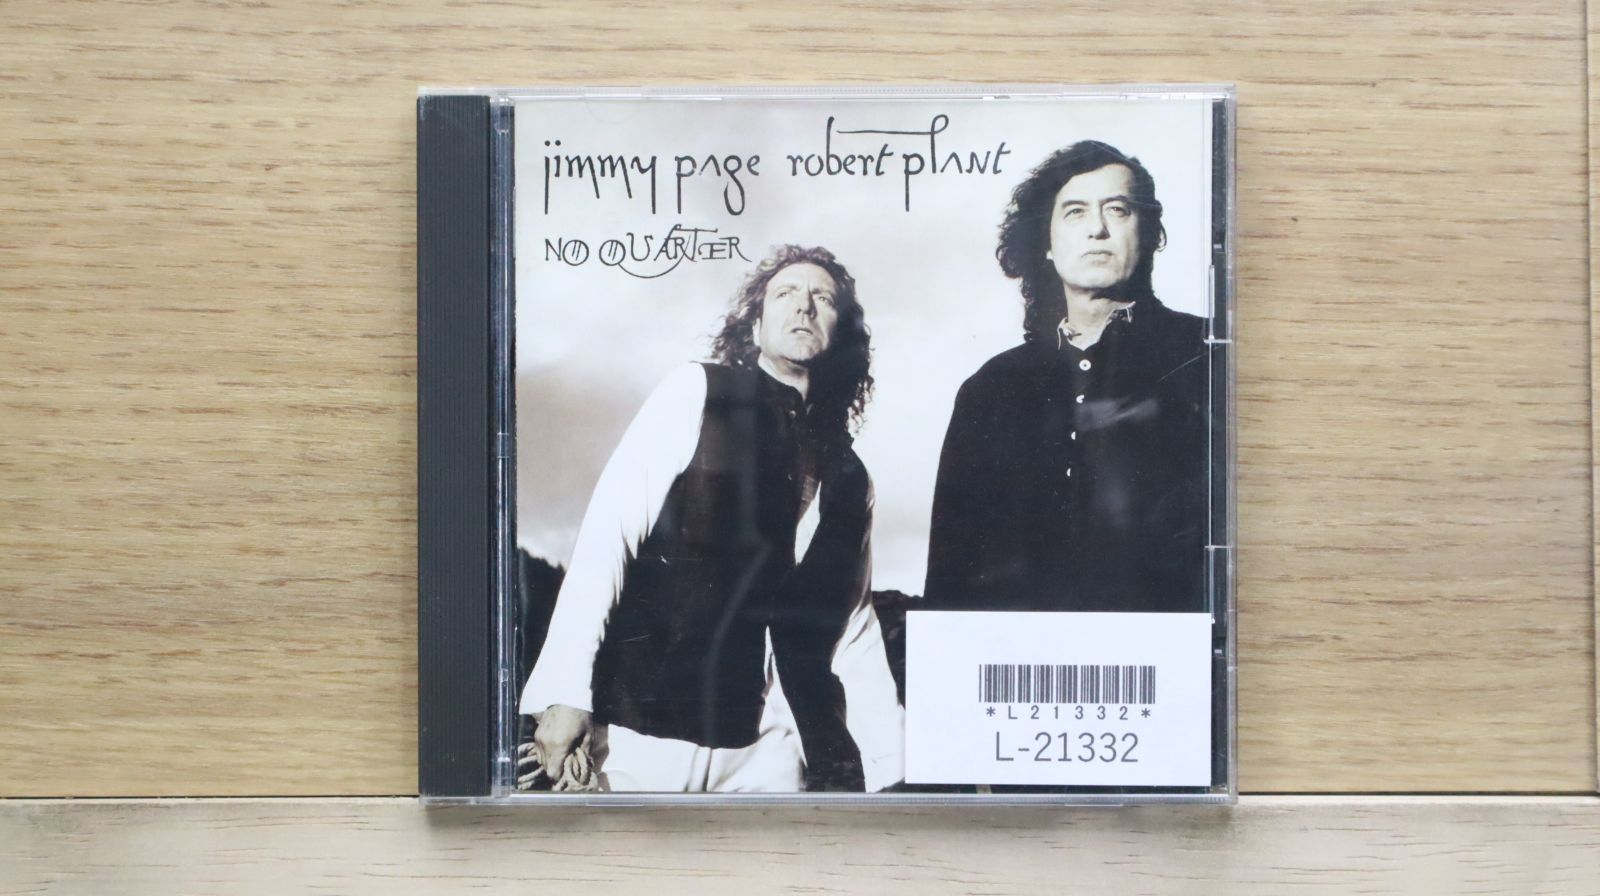 jimmy page robert plant
NO QUARTER
*L21332*
L-21332